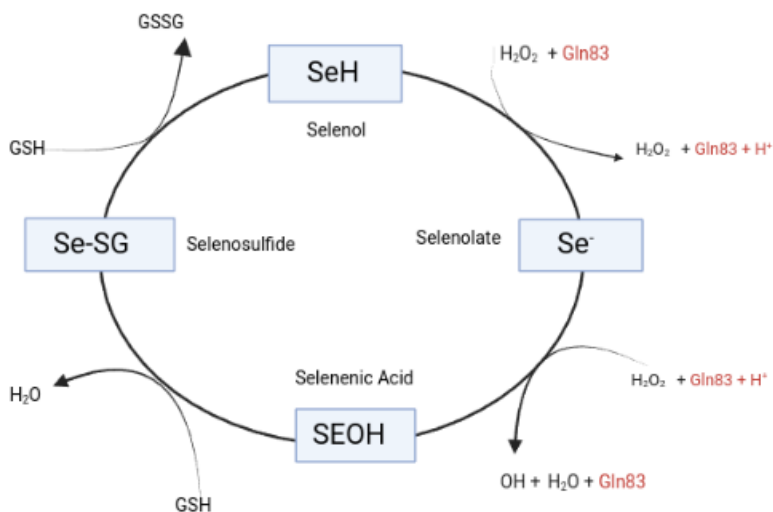 GSSG
SeH
H₂O₂ + Gln83
Selenol
GSH
H₂O₂ + Gln83 + H⁺
Se-SG
Selenosulfide
Selenolate
Se⁻
Selenenic Acid
H₂O₂ + Gln83 + H⁺
H₂O
SEOH
OH + H₂O + Gln83
GSH